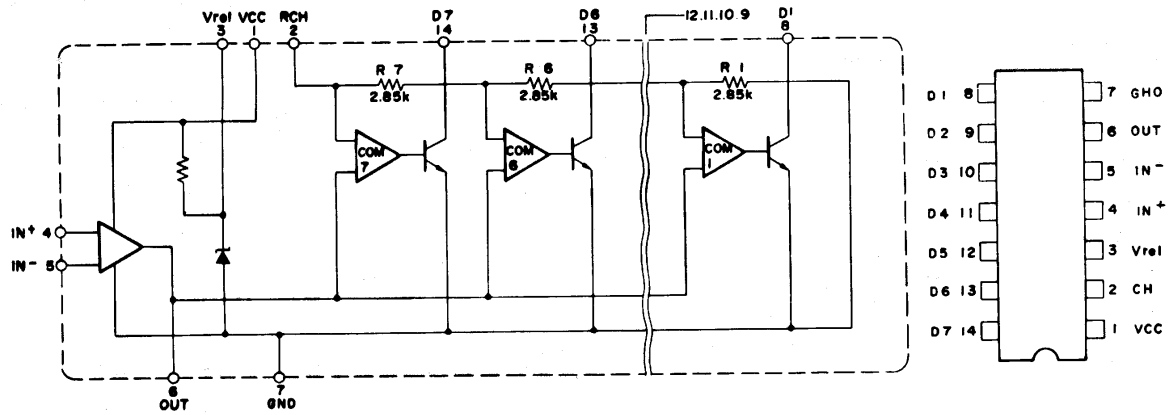 Vrel VCC RCH D7 D6 12.11.10.9 D1
3 1 2 14 13 8
R 7 R 6 R 1
2.85k 2.85k 2.85k
COM 7
COM 6
COM 1
IN+ 4
IN- 5
6 7
OUT GND
D1 8 7 GHO
D2 9 6 OUT
D3 10 5 IN-
D4 11 4 IN+
D5 12 3 Vrel
D6 13 2 CH
D7 14 1 VCC